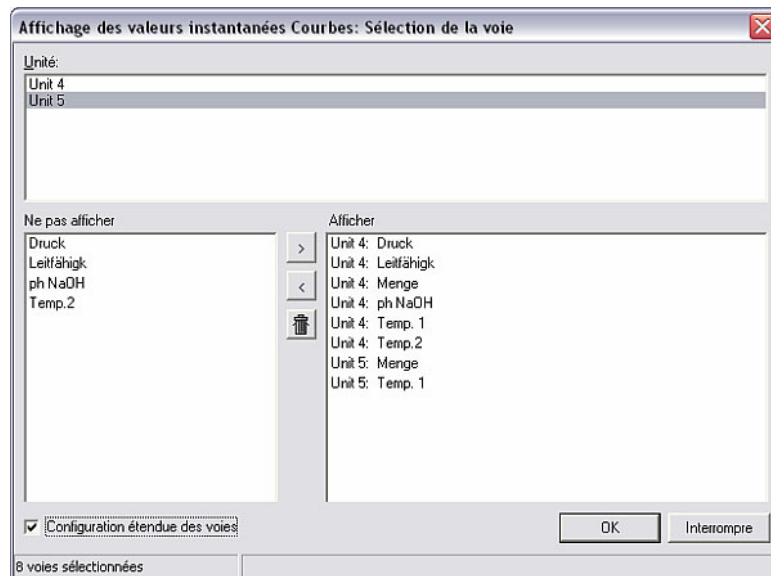 Affichage des valeurs instantanées Courbes: Sélection de la voie
Unité:
Unit 4
Unit 5
Ne pas afficher
Druck
Leitfähigk
ph NaOH
Temp.2
>
<
Afficher
Unit 4: Druck
Unit 4: Leitfähigk
Unit 4: Menge
Unit 4: ph NaOH
Unit 4: Temp. 1
Unit 4: Temp.2
Unit 5: Menge
Unit 5: Temp. 1
Configuration étendue des voies
OK
Interrompre
8 voies sélectionnées